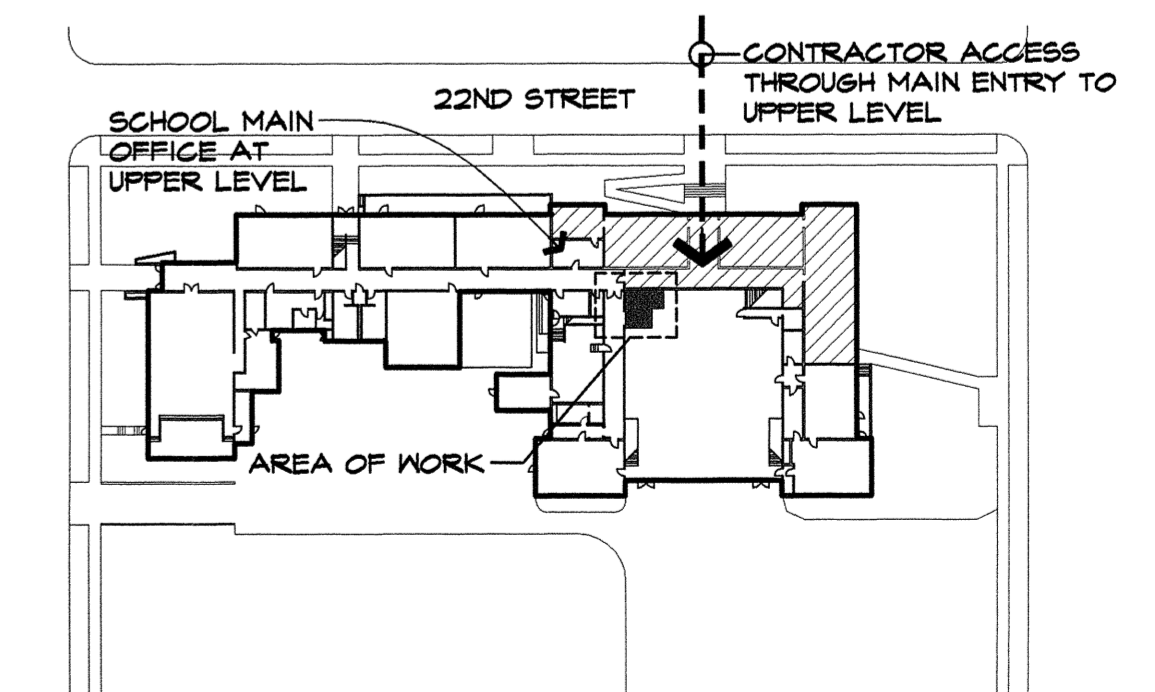 CONTRACTOR ACCESS
THROUGH MAIN ENTRY TO
UPPER LEVEL
22ND STREET
SCHOOL MAIN
OFFICE AT
UPPER LEVEL
AREA OF WORK